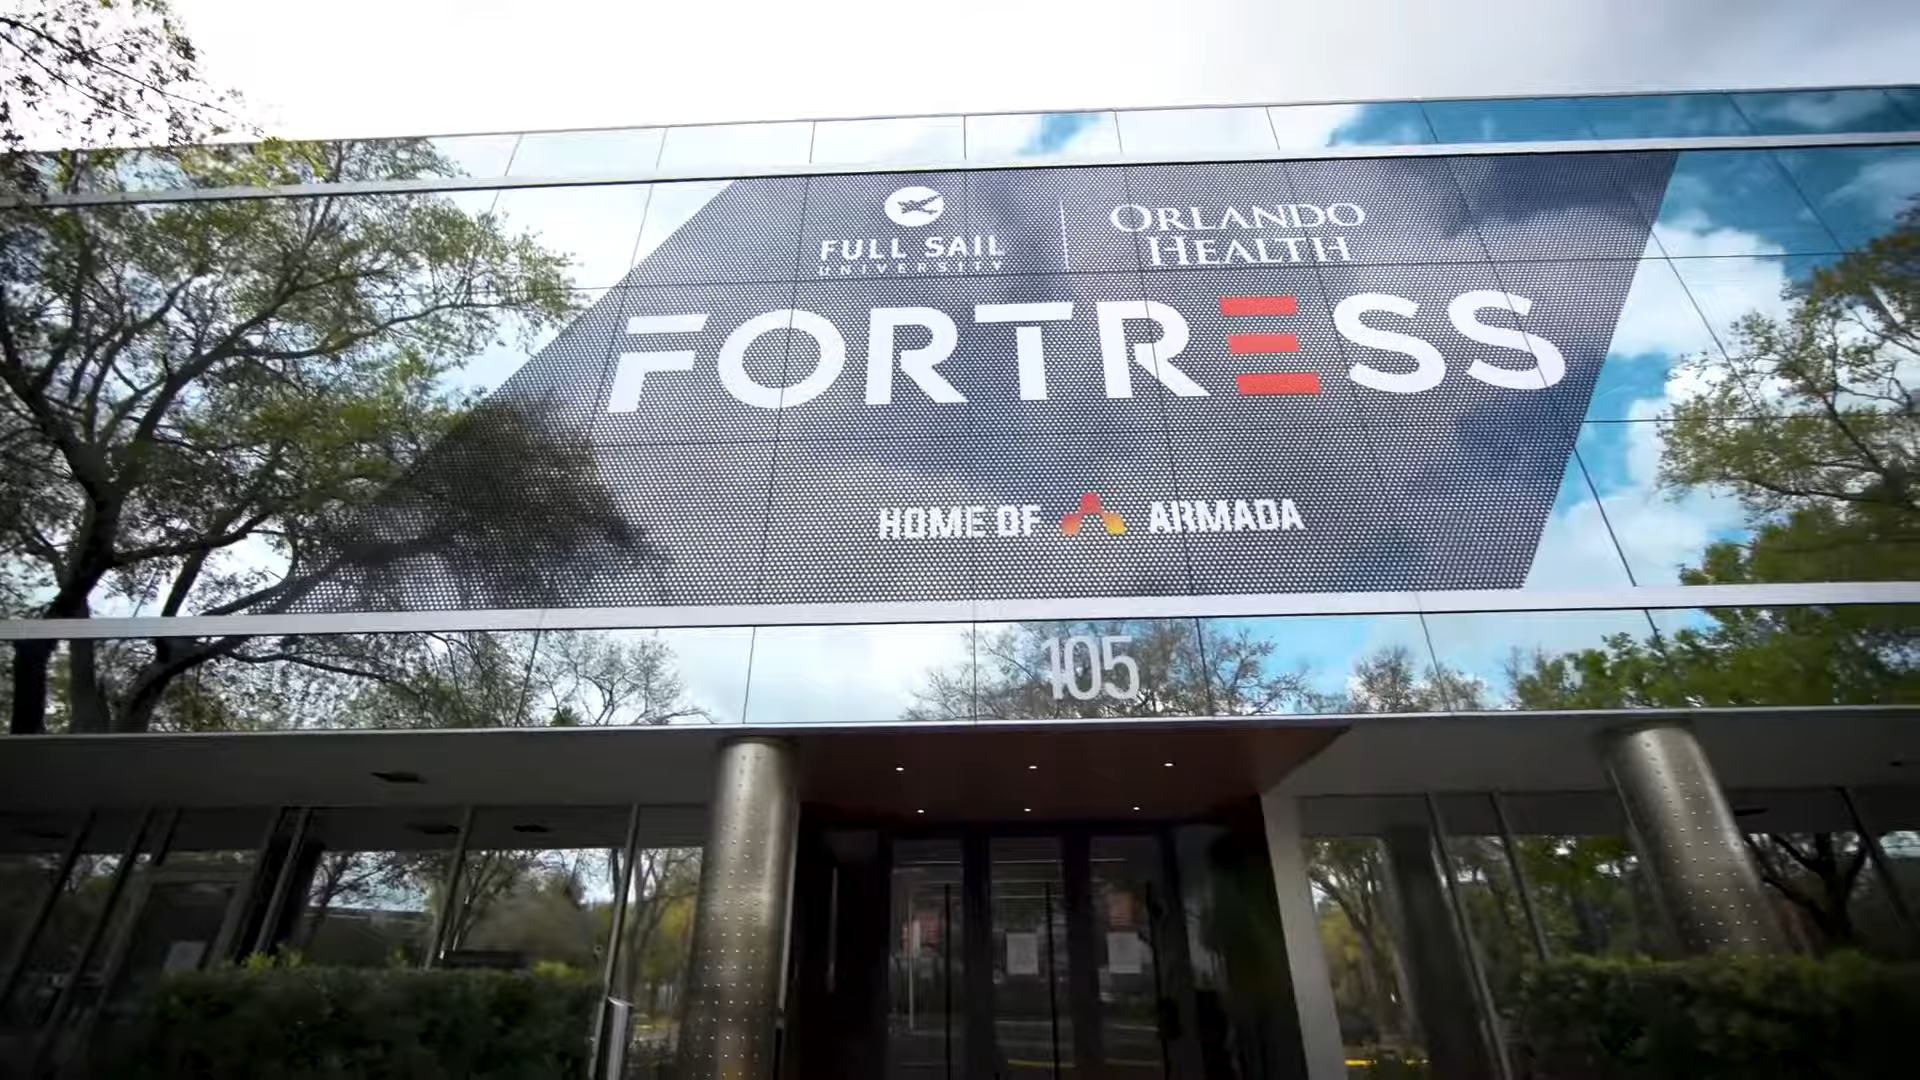 FULL SAIL
UNIVERSITY
ORLANDO
HEALTH
FORTRESS
HOME OF ARMADA
105